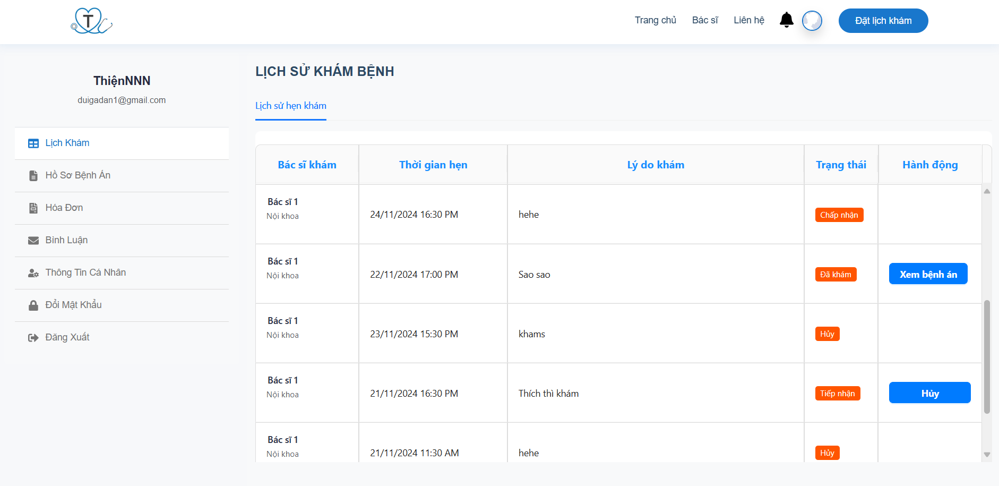 T
Trang chủ
Bác sĩ
Liên hệ
Đặt lịch khám
ThiệnNNN
duigadan1@gmail.com
Lịch Khám
Hồ Sơ Bệnh Án
Hóa Đơn
Bình Luận
Thông Tin Cá Nhân
Đổi Mật Khẩu
Đăng Xuất
LỊCH SỬ KHÁM BỆNH
Lịch sử hẹn khám
Bác sĩ khám Thời gian hẹn Lý do khám Trạng thái Hành động
Bác sĩ 1
Nội khoa
24/11/2024 16:30 PM
hehe
Chấp nhận
Bác sĩ 1
Nội khoa
22/11/2024 17:00 PM
Sao sao
Đã khám
Xem bệnh án
Bác sĩ 1
Nội khoa
23/11/2024 15:30 PM
khams
Hủy
Bác sĩ 1
Nội khoa
21/11/2024 16:30 PM
Thích thì khám
Tiếp nhận
Hủy
Bác sĩ 1
Nội khoa
21/11/2024 11:30 AM
hehe
Hủy